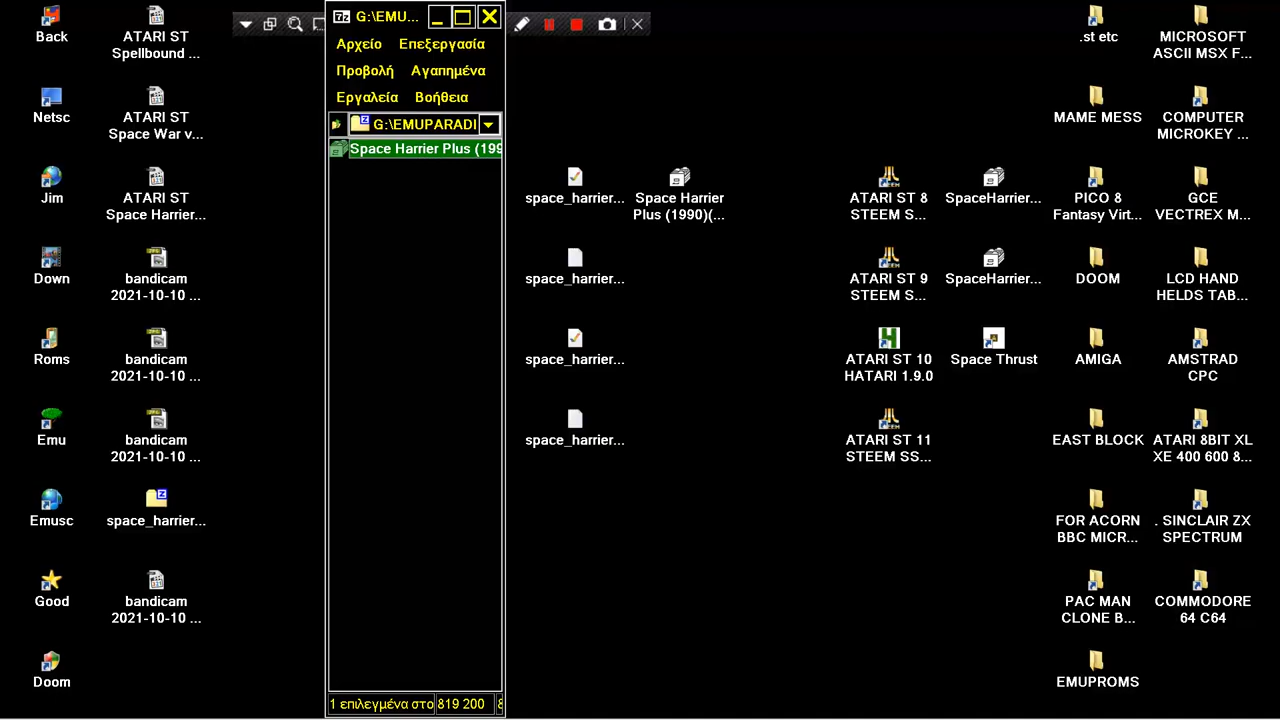 Back
Netsc
Jim
Down
Roms
Emu
Emusc
Good
Doom
ATARI ST
Spellbound ...
ATARI ST
Space War v...
ATARI ST
Space Harrier...
bandicam
2021-10-10 ...
bandicam
2021-10-10 ...
bandicam
2021-10-10 ...
space_harrier...
bandicam
2021-10-10 ...
7z G:\EMU...
Αρχείο Επεξεργασία
Προβολή Αγαπημένα
Εργαλεία Βοήθεια
G:\EMUPARADI
Space Harrier Plus (199
1 επιλεγμένα στο 819 200
space_harrier...
space_harrier...
space_harrier...
space_harrier...
Space Harrier
Plus (1990)(...
ATARI ST 8
STEEM S...
ATARI ST 9
STEEM S...
ATARI ST 10
HATARI 1.9.0
ATARI ST 11
STEEM SS...
SpaceHarrier...
SpaceHarrier...
Space Thrust
.st etc
MAME MESS
PICO 8
Fantasy Virt...
DOOM
AMIGA
EAST BLOCK
FOR ACORN
BBC MICR...
PAC MAN
CLONE B...
EMUPROMS
MICROSOFT
ASCII MSX F...
COMPUTER
MICROKEY ...
GCE
VECTREX M...
LCD HAND
HELDS TAB...
AMSTRAD
CPC
ATARI 8BIT XL
XE 400 600 8...
. SINCLAIR ZX
SPECTRUM
COMMODORE
64 C64